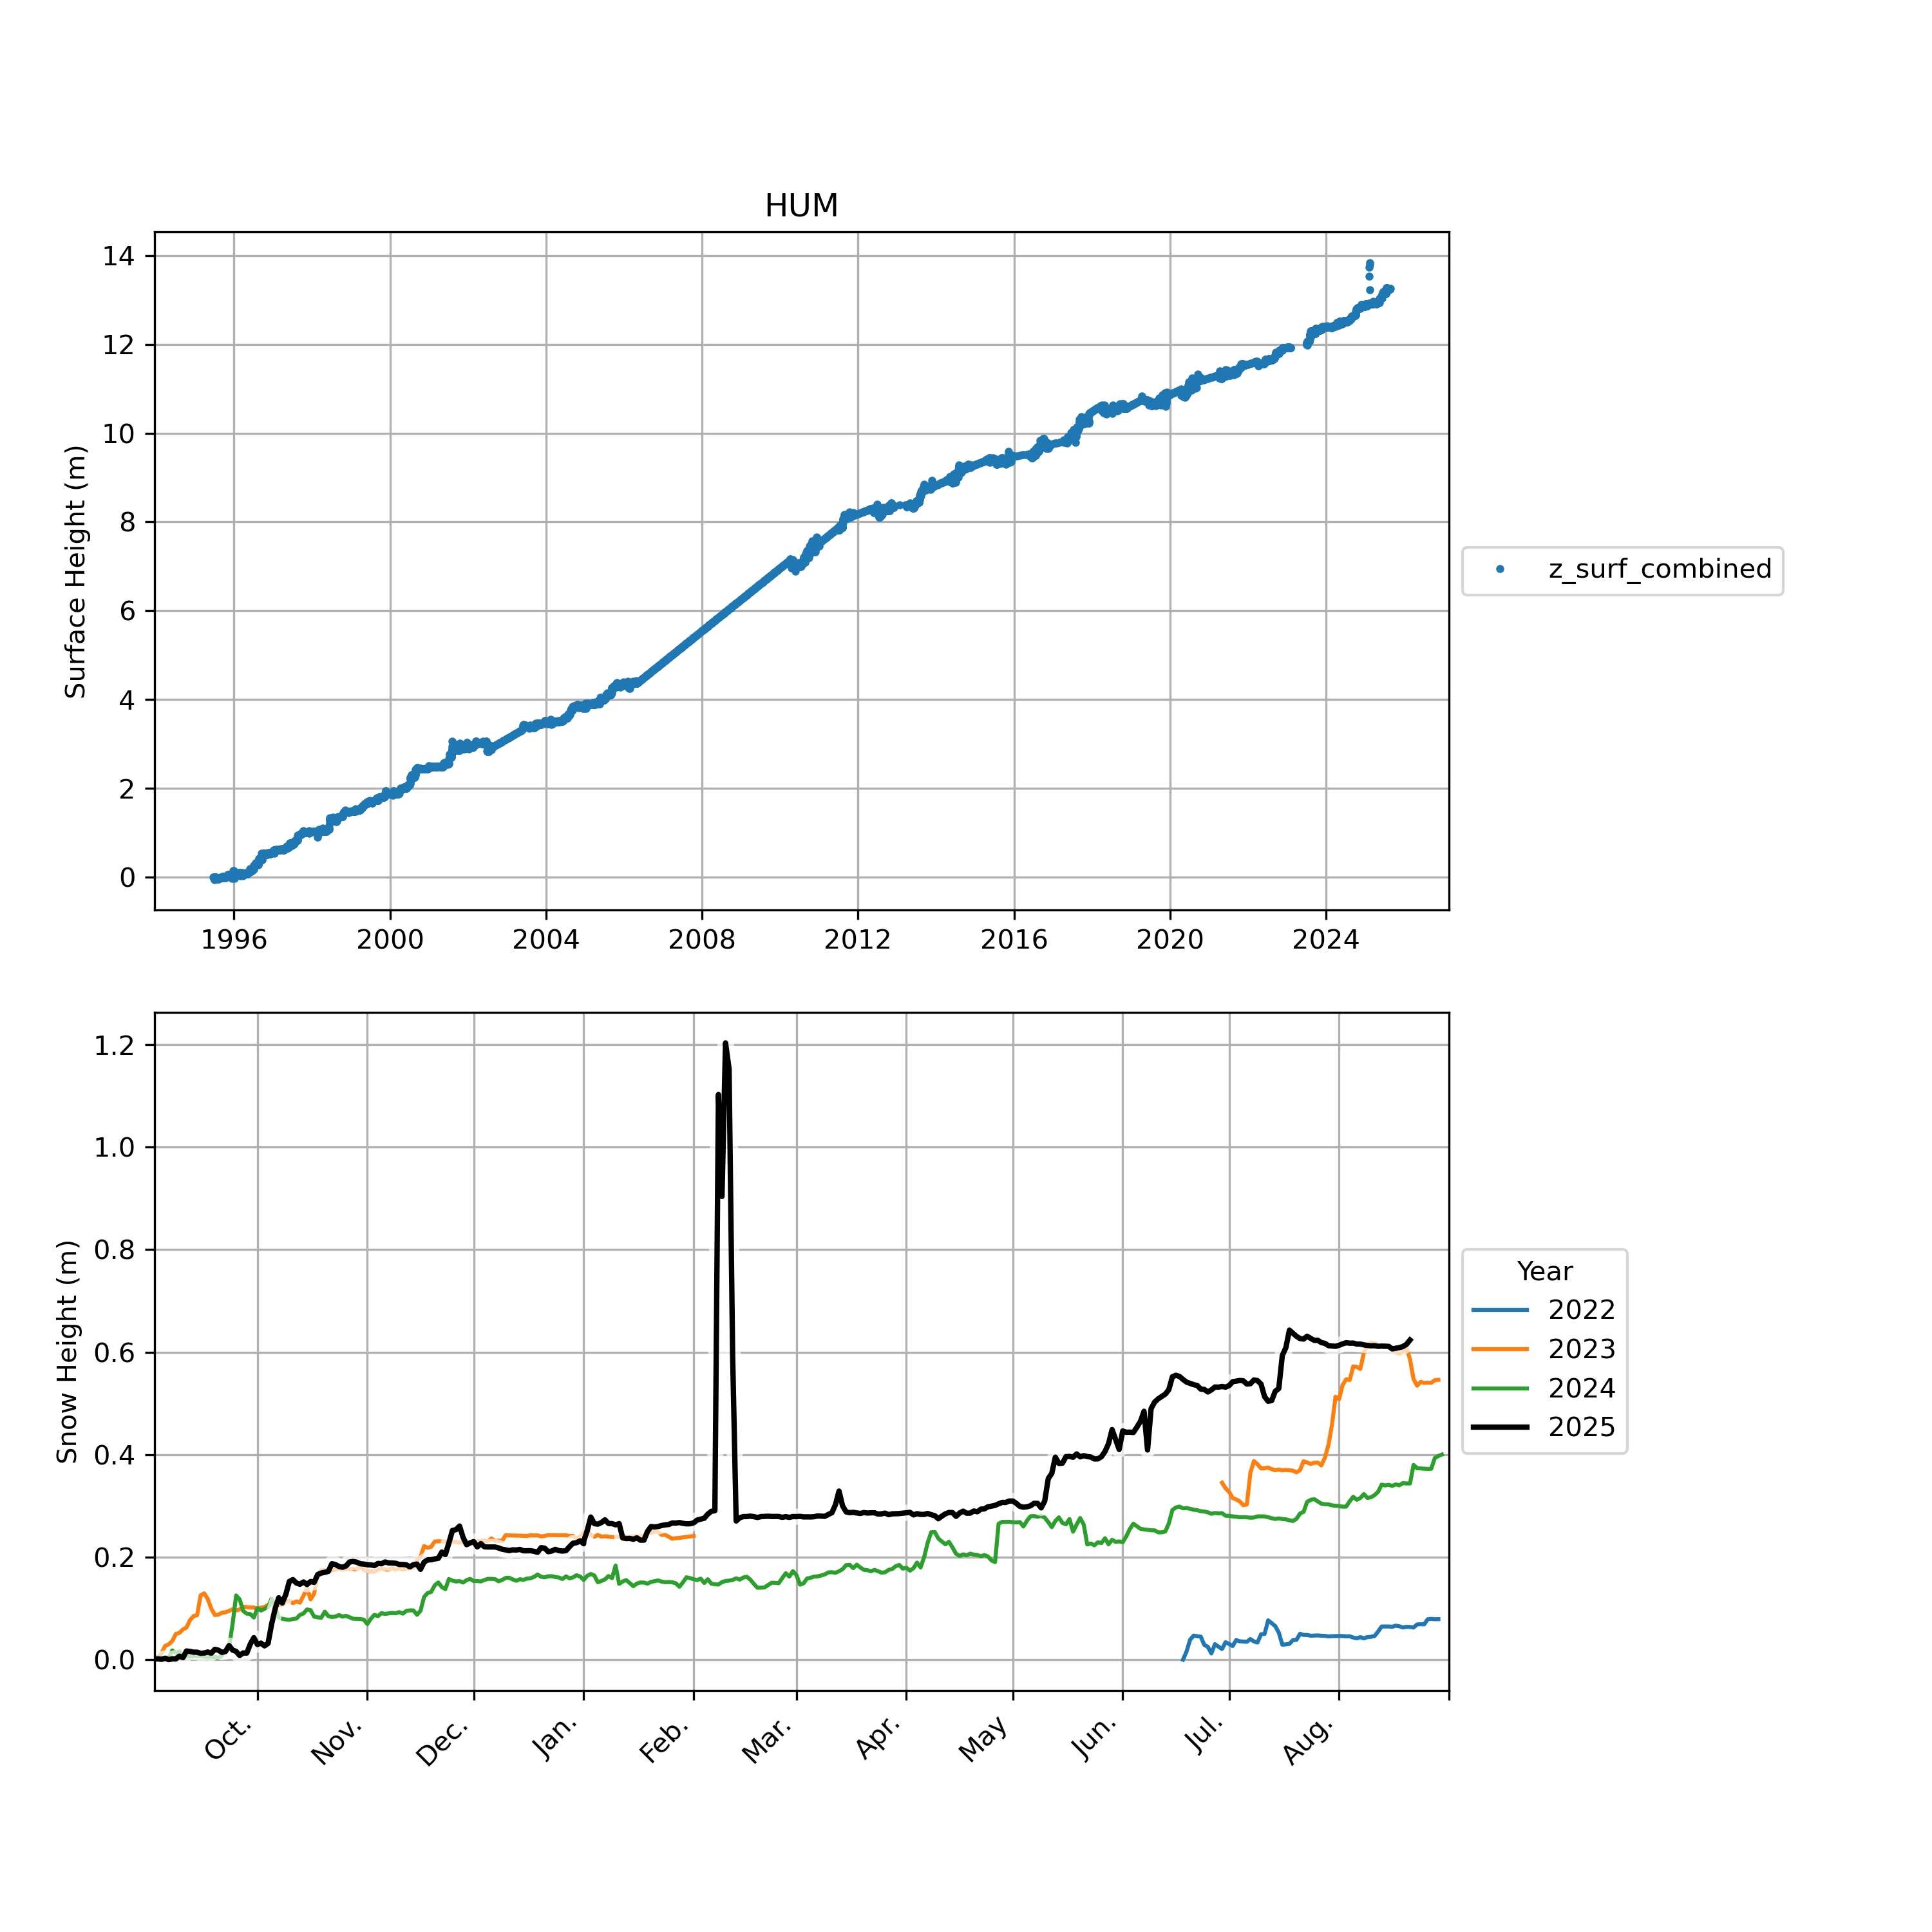 HUM
Surface Height (m)
14
12
10
8
6
4
2
0
1996 2000 2004 2008 2012 2016 2020 2024
z_surf_combined
Snow Height (m)
1.2
1.0
0.8
0.6
0.4
0.2
0.0
Oct. Nov. Dec. Jan. Feb. Mar. Apr. May Jun. Jul. Aug.
Year
2022
2023
2024
2025